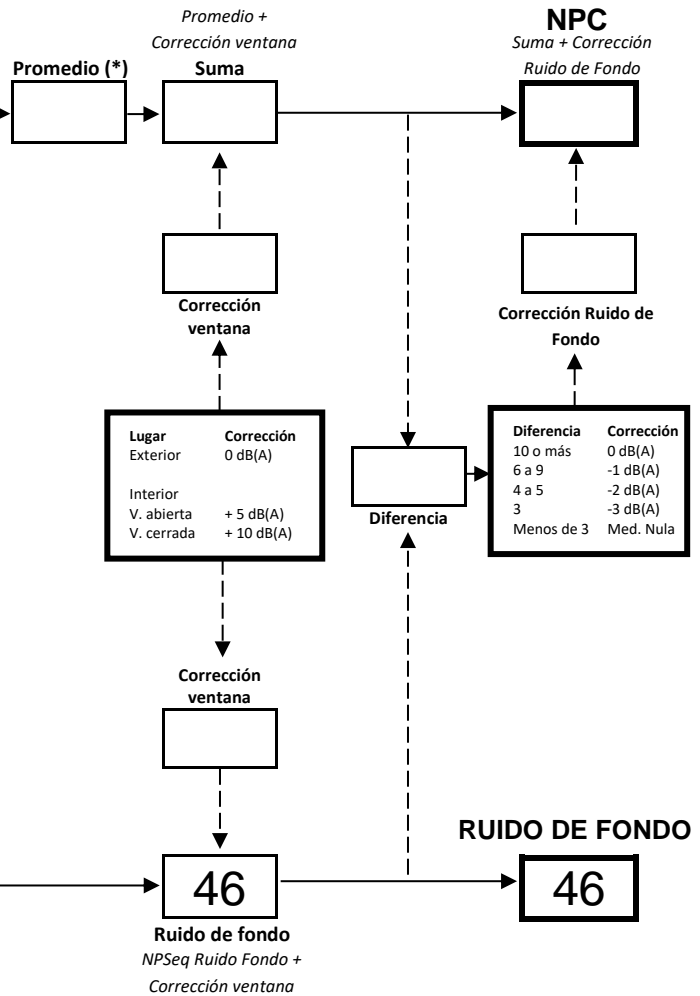 Promedio +
Corrección ventana
NPC
Suma + Corrección
Ruido de Fondo
Promedio (*)
Suma
Corrección
ventana
Corrección Ruido de
Fondo
Lugar Corrección
Exterior 0 dB(A)
Interior
V. abierta + 5 dB(A)
V. cerrada + 10 dB(A)
Diferencia Corrección
10 o más 0 dB(A)
6 a 9 -1 dB(A)
4 a 5 -2 dB(A)
3 -3 dB(A)
Menos de 3 Med. Nula
Diferencia
Corrección
ventana
RUIDO DE FONDO
46
46
Ruido de fondo
NPSeq Ruido Fondo +
Corrección ventana